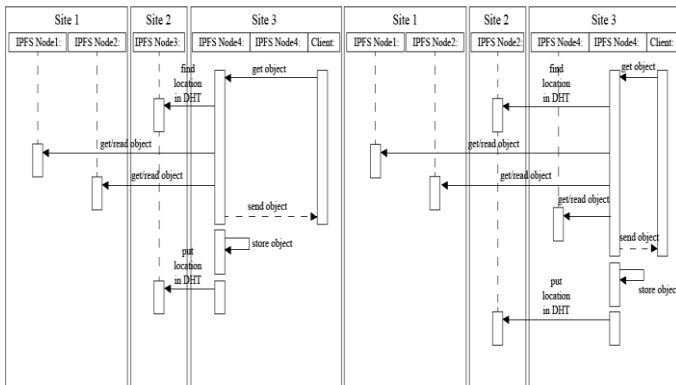 Site 1
Site 2
Site 3
IPFS Node1:
IPFS Node2:
IPFS Node3:
IPFS Node4:
IPFS Node4:
Client:
find
location
in DHT
get object
get/read object
get/read object
send object
store object
put
location
in DHT
Site 1
Site 2
Site 3
IPFS Node1:
IPFS Node2:
IPFS Node2:
IPFS Node4:
IPFS Node4:
Client:
find
location
in DHT
get object
get/read object
get/read object
get/read object
send object
store object
put
location
in DHT